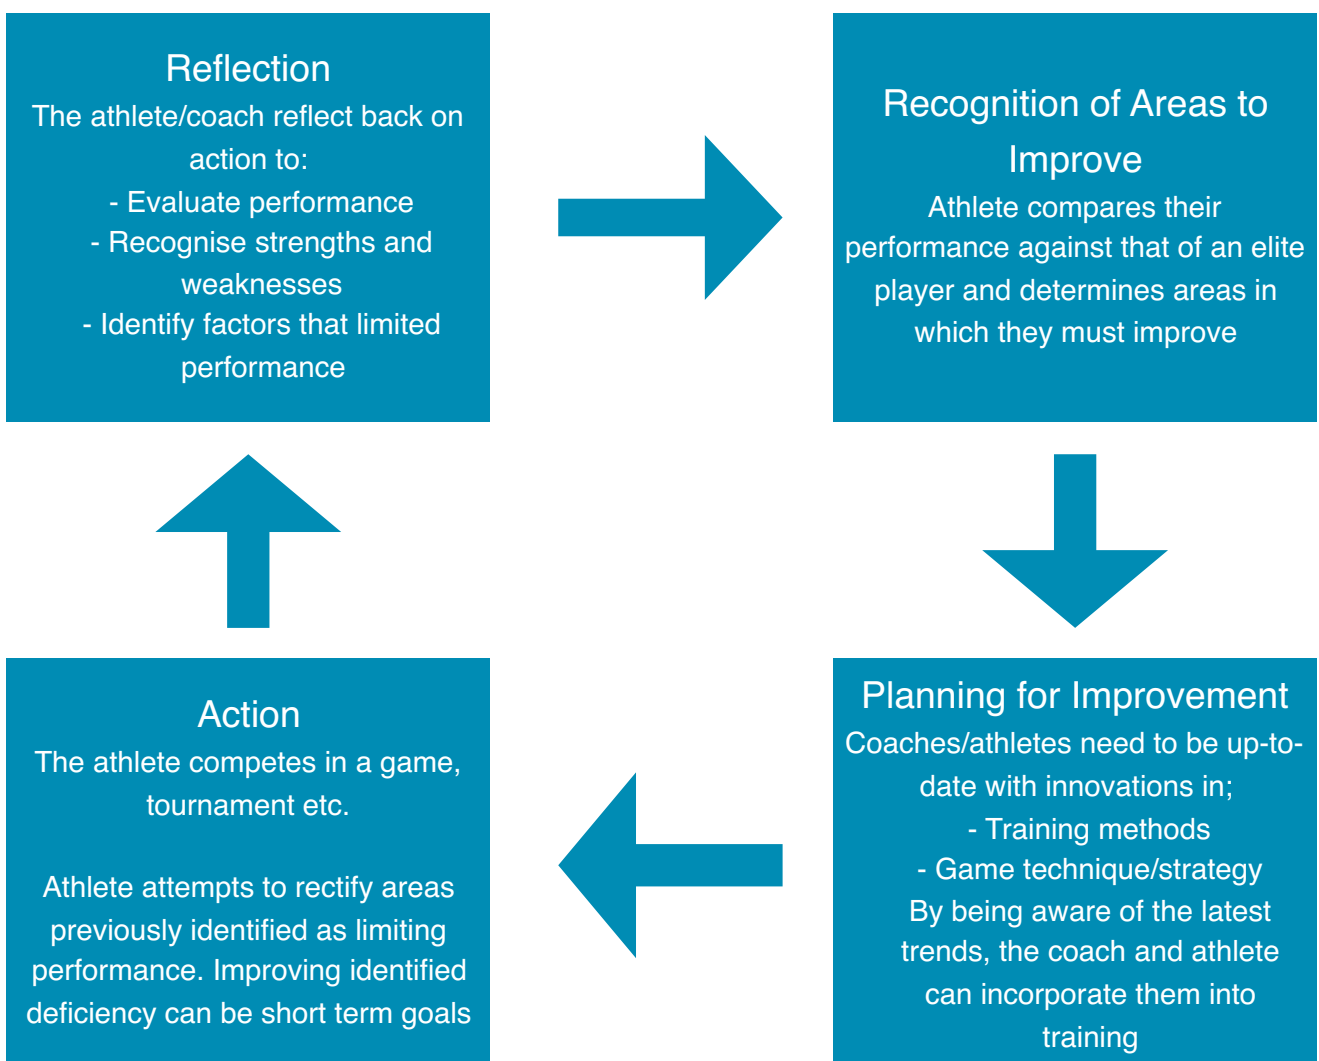 Reflection
The athlete/coach reflect back on
action to:
- Evaluate performance
- Recognise strengths and
weaknesses
- Identify factors that limited
performance
Recognition of Areas to
Improve
Athlete compares their
performance against that of an elite
player and determines areas in
which they must improve
Action
The athlete competes in a game,
tournament etc.
Athlete attempts to rectify areas
previously identified as limiting
performance. Improving identified
deficiency can be short term goals
Planning for Improvement
Coaches/athletes need to be up-to-
date with innovations in;
- Training methods
- Game technique/strategy
By being aware of the latest
trends, the coach and athlete
can incorporate them into
training